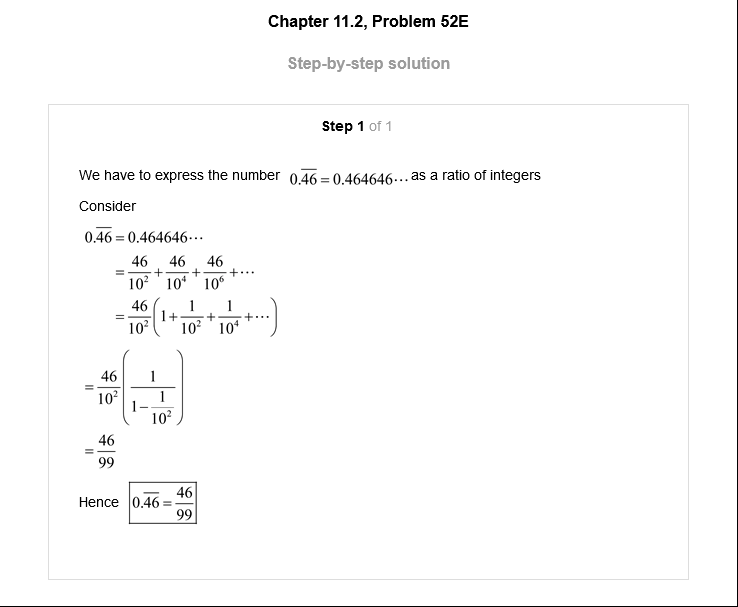 Chapter 11.2, Problem 52E
Step-by-step solution
Step 1 of 1
We have to express the number $0.\overline{46} = 0.464646\cdots$ as a ratio of integers
Consider
$0.\overline{46} = 0.464646\cdots$
$= \frac{46}{10^2} + \frac{46}{10^4} + \frac{46}{10^6} + \cdots$
$= \frac{46}{10^2}\left(1 + \frac{1}{10^2} + \frac{1}{10^4} + \cdots\right)$
$= \frac{46}{10^2}\left(\frac{1}{1 - \frac{1}{10^2}}\right)$
$= \frac{46}{99}$
Hence $0.\overline{46} = \frac{46}{99}$